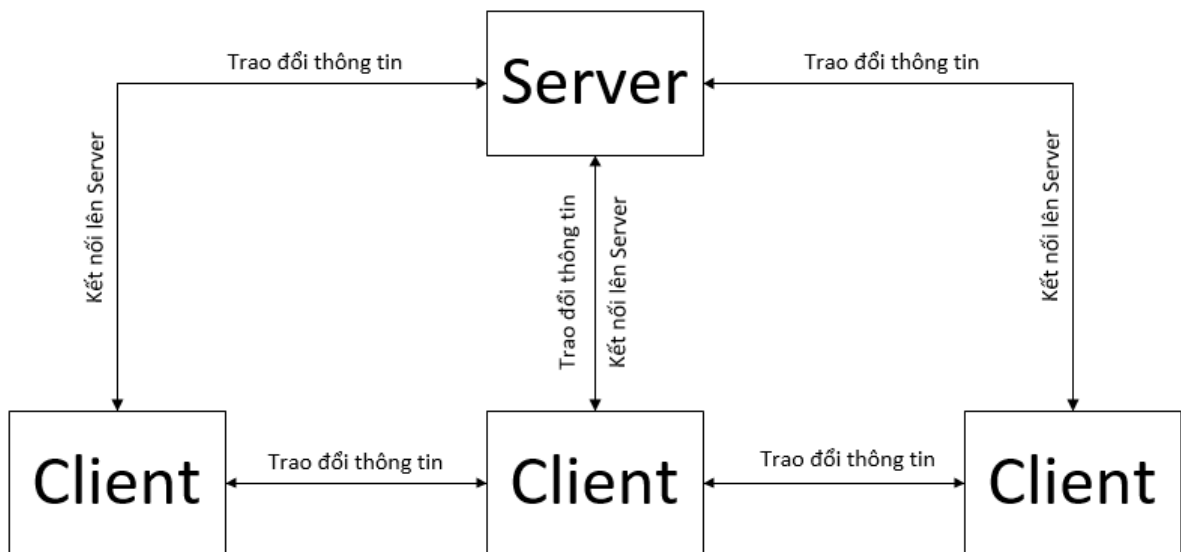 Trao đổi thông tin
Server
Trao đổi thông tin
Kết nối lên Server
Trao đổi thông tin
Kết nối lên Server
Kết nối lên Server
Client
Trao đổi thông tin
Client
Trao đổi thông tin
Client